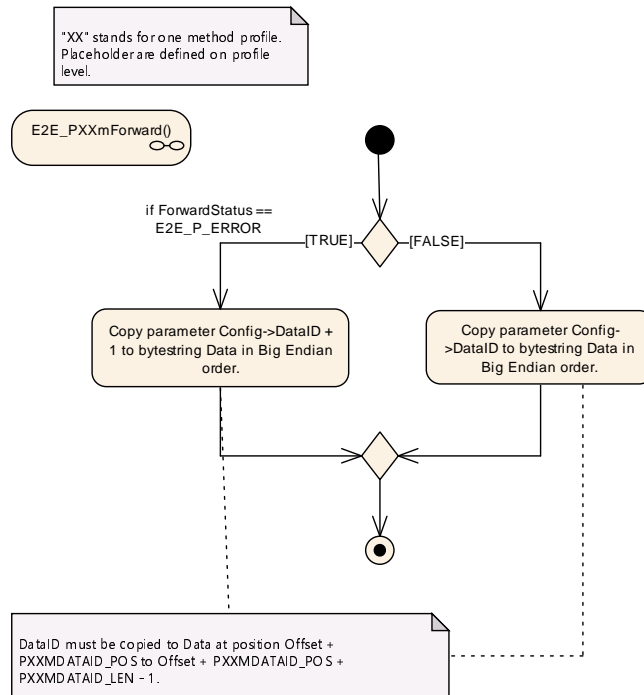 "XX" stands for one method profile.
Placeholder are defined on profile
level.
E2E_PXXmForward()
if ForwardStatus ==
E2E_P_ERROR
[TRUE]
[FALSE]
Copy parameter Config->DataID +
1 to bytestring Data in Big Endian
order.
Copy parameter Config-
>DataID to bytestring Data in
Big Endian order.
DataID must be copied to Data at position Offset +
PXXMDATAID_POS to Offset + PXXMDATAID_POS +
PXXMDATAID_LEN - 1.